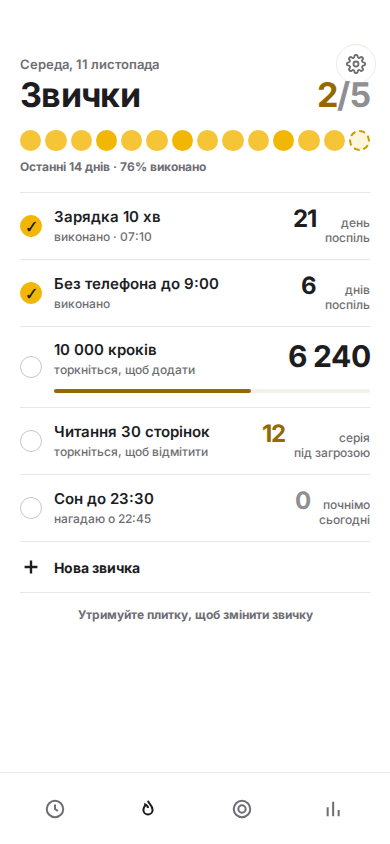 Середа, 11 листопада
Звички
2/5
Останні 14 днів · 76% виконано
Зарядка 10 хв
виконано · 07:10
21
день
поспіль
Без телефона до 9:00
виконано
6
днів
поспіль
10 000 кроків
торкніться, щоб додати
6 240
Читання 30 сторінок
торкніться, щоб відмітити
12
серія
під загрозою
Сон до 23:30
нагадаю о 22:45
0
почнімо
сьогодні
Нова звичка
Утримуйте плитку, щоб змінити звичку